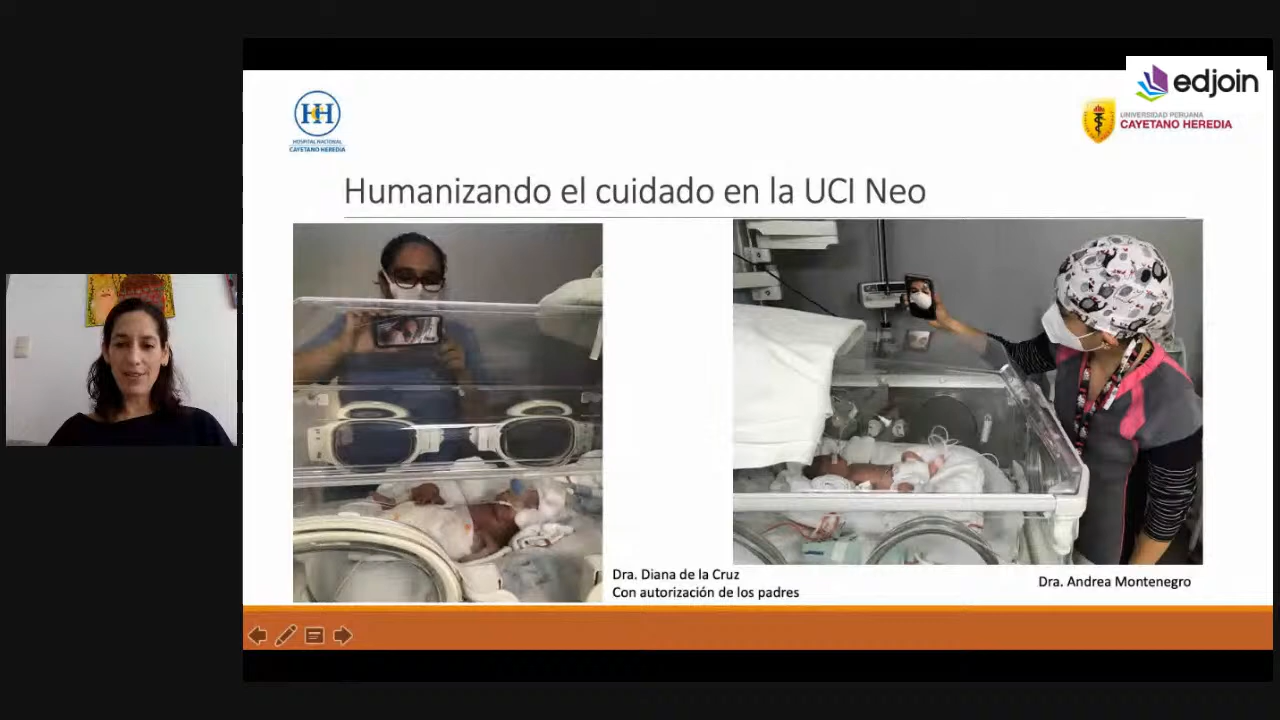 edjoin
HH
HOSPITAL NACIONAL
CAYETANO HEREDIA
UNIVERSIDAD PERUANA
CAYETANO HEREDIA
Humanizando el cuidado en la UCI Neo
Dra. Diana de la Cruz
Con autorización de los padres
Dra. Andrea Montenegro